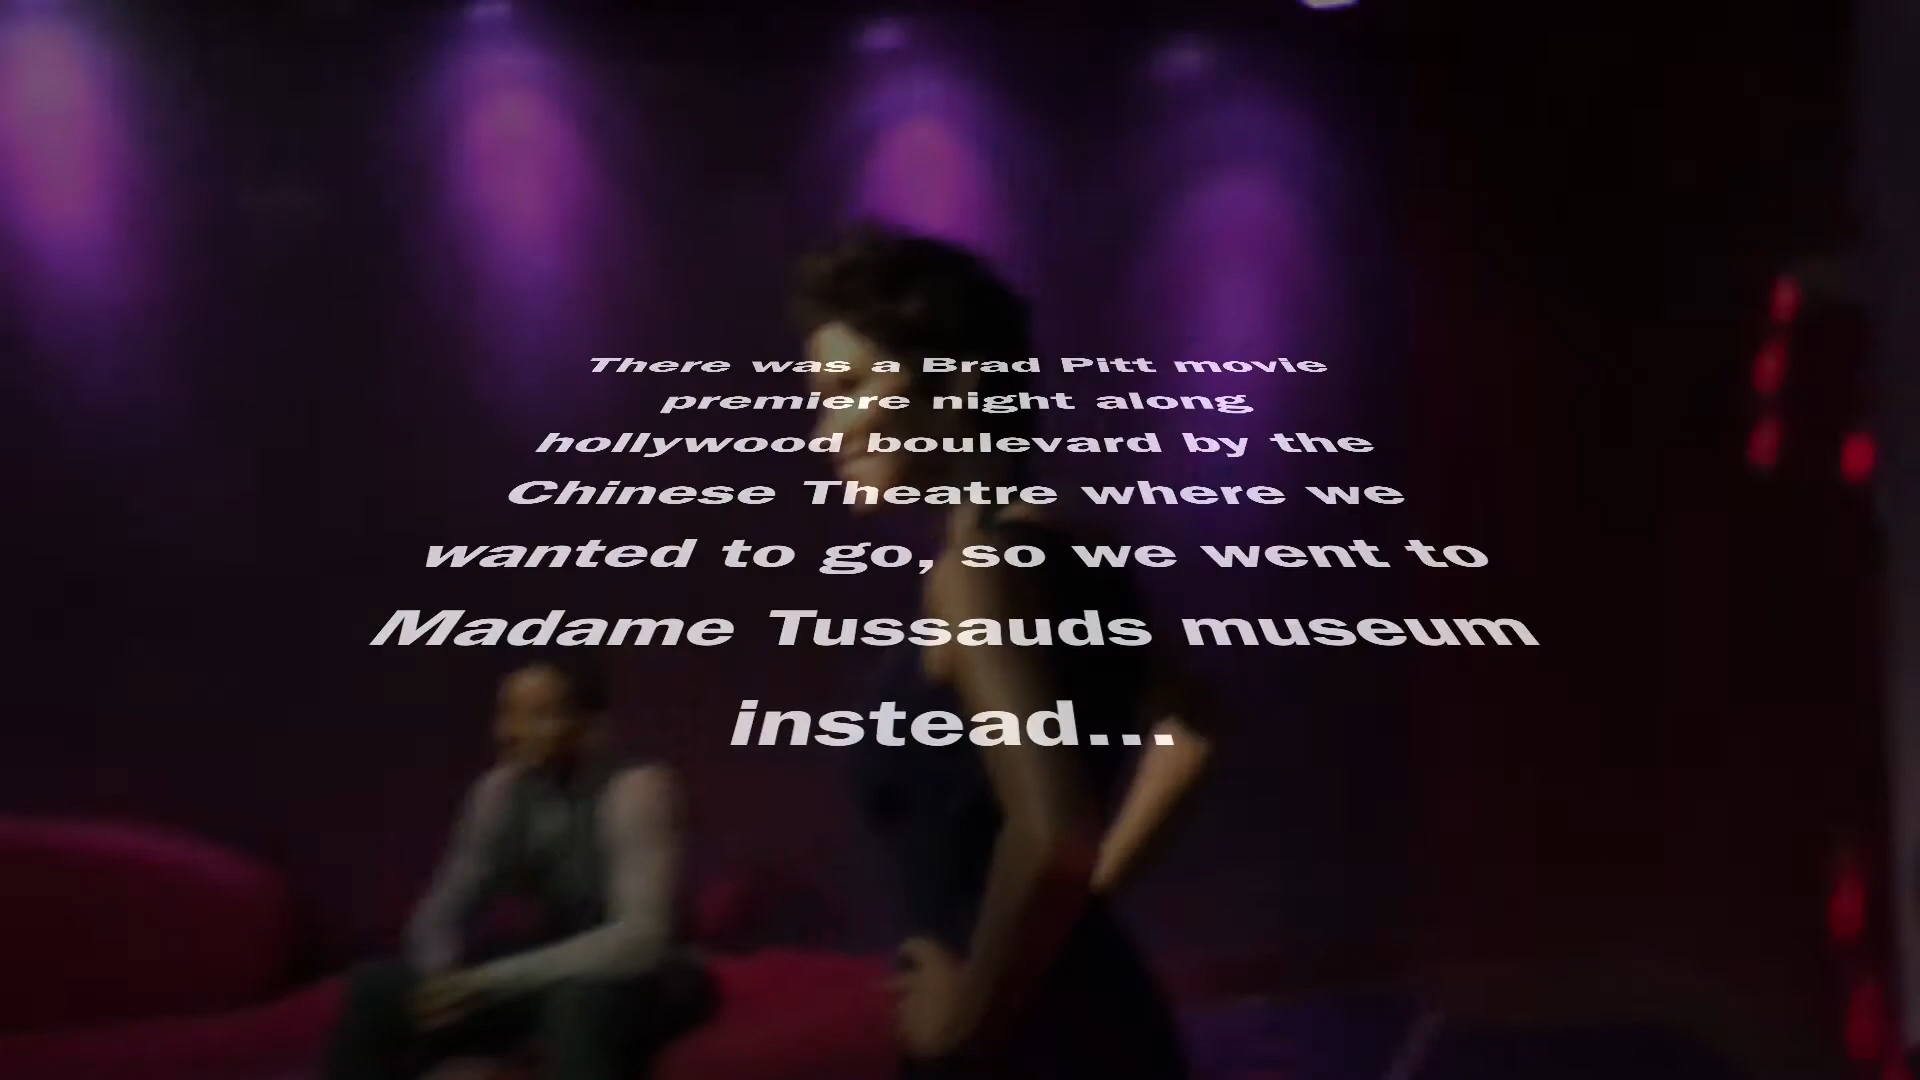 There was a Brad Pitt movie
premiere night along
hollywood boulevard by the
Chinese Theatre where we
wanted to go, so we went to
Madame Tussauds museum
instead...